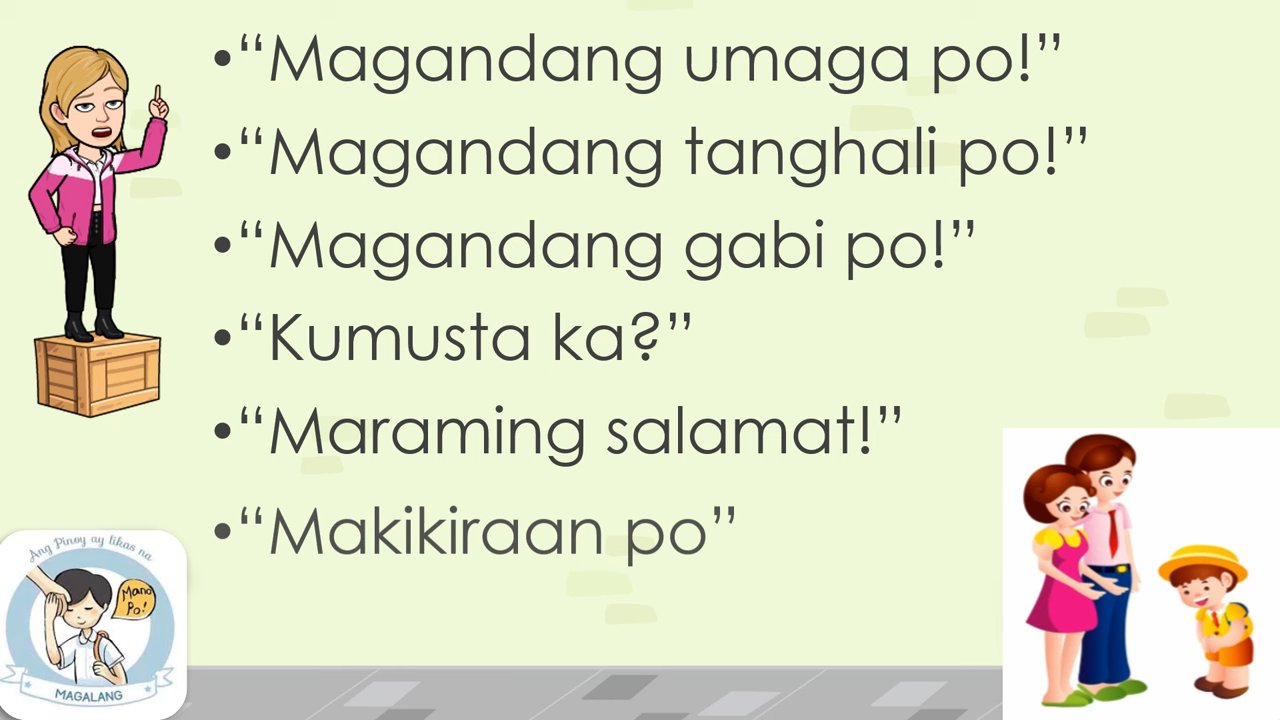 •“Magandang umaga po!”
•“Magandang tanghali po!”
•“Magandang gabi po!”
•“Kumusta ka?”
•“Maraming salamat!”
•“Makikiraan po”
Ang Pinoy ay likas na
Mano
Po!
MAGALANG